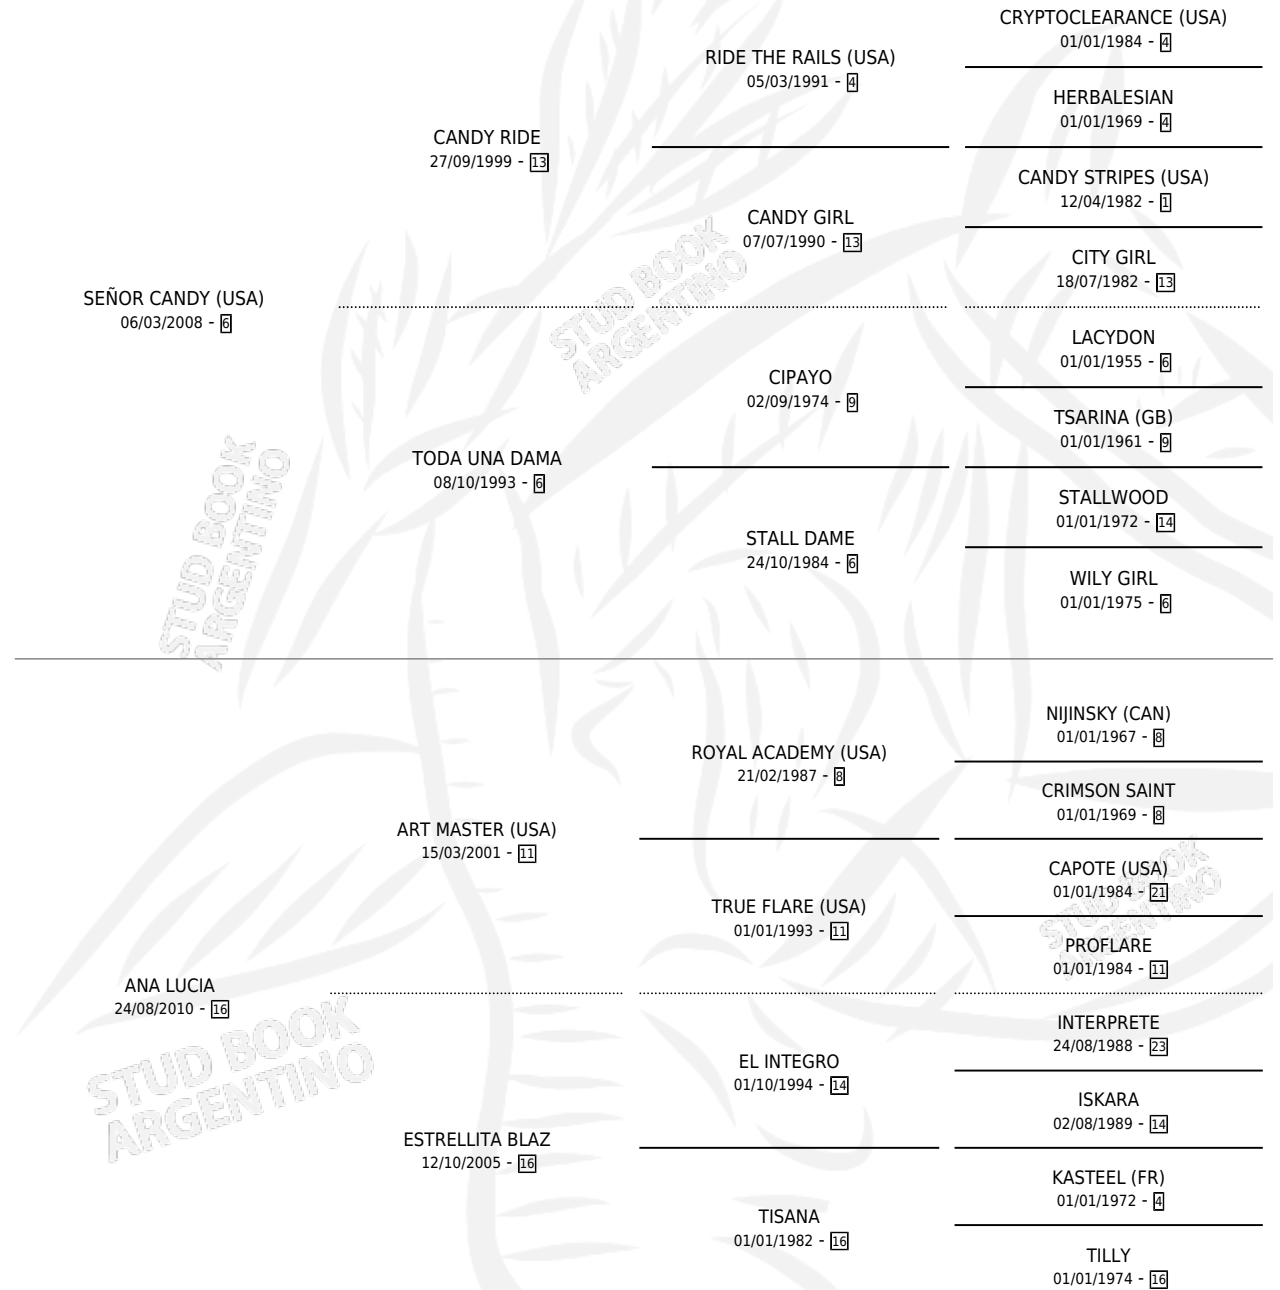 CRYPTOCLEARANCE (USA)
01/01/1984 - 4
RIDE THE RAILS (USA)
05/03/1991 - 4
HERBALESIAN
01/01/1969 - 4
CANDY RIDE
27/09/1999 - 13
CANDY STRIPES (USA)
12/04/1982 - 1
CANDY GIRL
07/07/1990 - 13
CITY GIRL
18/07/1982 - 13
SEÑOR CANDY (USA)
06/03/2008 - 6
STUD BOOK
ARGENTINO
LACYDON
01/01/1955 - 6
CIPAYO
02/09/1974 - 9
TSARINA (GB)
01/01/1961 - 9
TODA UNA DAMA
08/10/1993 - 6
STALLWOOD
01/01/1972 - 14
STALL DAME
24/10/1984 - 6
WILY GIRL
01/01/1975 - 6
STUD BOOK
ARGENTINO
NIJINSKY (CAN)
01/01/1967 - 8
ROYAL ACADEMY (USA)
21/02/1987 - 8
CRIMSON SAINT
01/01/1969 - 8
ART MASTER (USA)
15/03/2001 - 11
CAPOTE (USA)
01/01/1984 - 21
TRUE FLARE (USA)
01/01/1993 - 11
STUD BOOK
ARGENTINO
PROFLARE
01/01/1984 - 11
ANA LUCIA
24/08/2010 - 16
STUD BOOK
ARGENTINO
INTERPRETE
24/08/1988 - 23
EL INTEGRO
01/10/1994 - 14
ISKARA
02/08/1989 - 14
ESTRELLITA BLAZ
12/10/2005 - 16
KASTEEL (FR)
01/01/1972 - 4
TISANA
01/01/1982 - 16
TILLY
01/01/1974 - 16